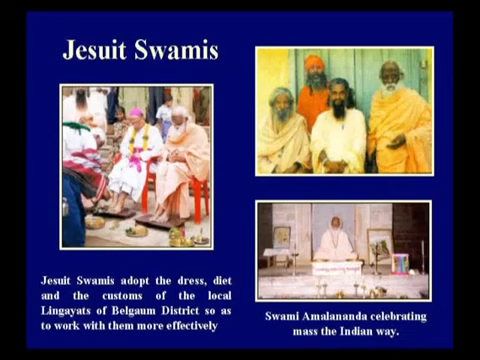 Jesuit Swamis
Jesuit Swamis adopt the dress, diet
and the customs of the local
Lingayats of Belgaum District so as
to work with them more effectively
Swami Amalananda celebrating
mass the Indian way.